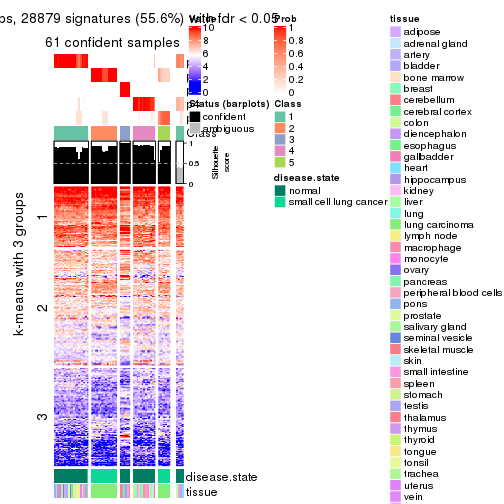 ps, 28879 signatures (55.6%) with fdr < 0.05
61 confident samples
Value
10
8
6
4
2
0
Prob
1
0.8
0.6
0.4
0.2
0
Status (barplots)
confident
ambiguous
Class
1
2
3
4
5
disease.state
normal
small cell lung cancer
Class
1
0.5
0
Silhouette
score
k-means with 3 groups
1
2
3
disease.state
tissue
tissue
adipose
adrenal gland
artery
bladder
bone marrow
breast
cerebellum
cerebral cortex
colon
diencephalon
esophagus
gallbadder
heart
hippocampus
kidney
liver
lung
lung carcinoma
lymph node
macrophage
monocyte
ovary
pancreas
peripheral blood cells
pons
prostate
salivary gland
seminal vesicle
skeletal muscle
skin
small intestine
spleen
stomach
testis
thalamus
thymus
thyroid
tongue
tonsil
trachea
uterus
vein